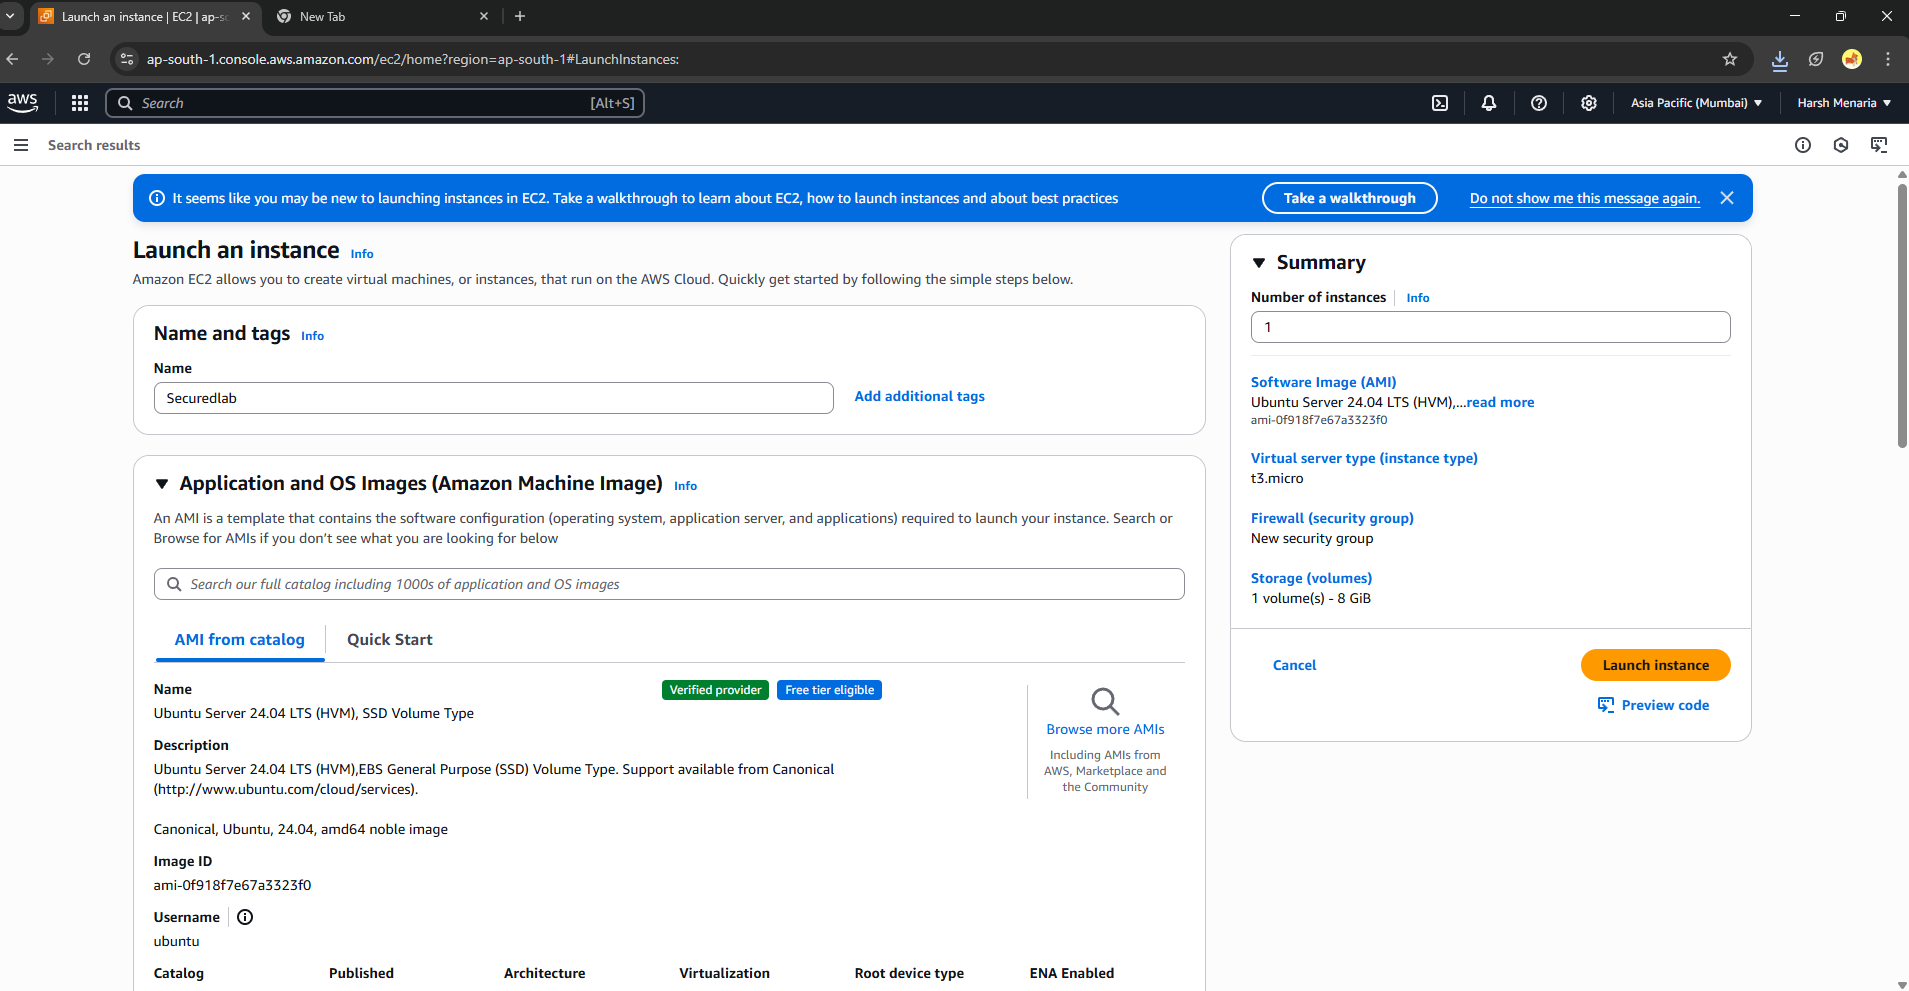 Launch an instance | EC2 | ap-s
New Tab
ap-south-1.console.aws.amazon.com/ec2/home?region=ap-south-1#LaunchInstances:
aws
Search
[Alt+S]
Asia Pacific (Mumbai)
Harsh Menaria
Search results
It seems like you may be new to launching instances in EC2. Take a walkthrough to learn about EC2, how to launch instances and about best practices
Take a walkthrough
Do not show me this message again.
Launch an instance Info
Amazon EC2 allows you to create virtual machines, or instances, that run on the AWS Cloud. Quickly get started by following the simple steps below.
Name and tags Info
Name
Securedlab
Add additional tags
Application and OS Images (Amazon Machine Image) Info
An AMI is a template that contains the software configuration (operating system, application server, and applications) required to launch your instance. Search or
Browse for AMIs if you don’t see what you are looking for below
Search our full catalog including 1000s of application and OS images
AMI from catalog
Quick Start
Name
Verified provider
Free tier eligible
Ubuntu Server 24.04 LTS (HVM), SSD Volume Type
Description
Ubuntu Server 24.04 LTS (HVM),EBS General Purpose (SSD) Volume Type. Support available from Canonical
(http://www.ubuntu.com/cloud/services).
Canonical, Ubuntu, 24.04, amd64 noble image
Image ID
ami-0f918f7e67a3323f0
Username
ubuntu
Catalog
Published
Architecture
Virtualization
Root device type
ENA Enabled
Browse more AMIs
Including AMIs from
AWS, Marketplace and
the Community
Summary
Number of instances Info
1
Software Image (AMI)
Ubuntu Server 24.04 LTS (HVM),...read more
ami-0f918f7e67a3323f0
Virtual server type (instance type)
t3.micro
Firewall (security group)
New security group
Storage (volumes)
1 volume(s) - 8 GiB
Cancel
Launch instance
Preview code